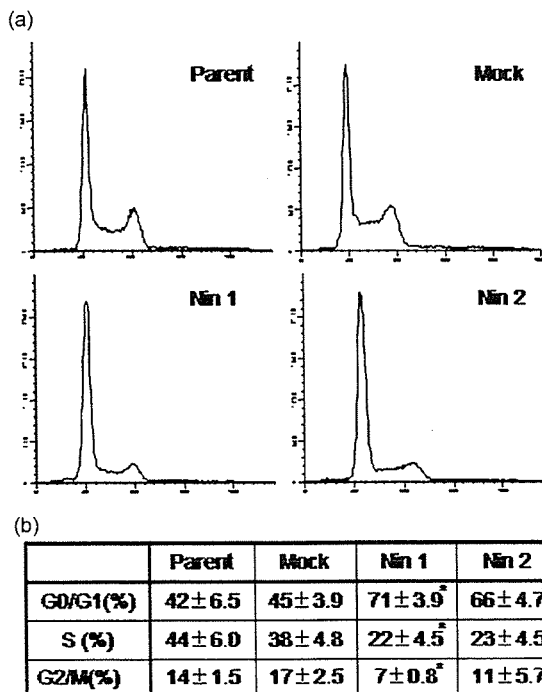 (a)
Parent
Mock
Nin 1
Nin 2
(b)
Parent Mock Nin 1 Nin 2
G0/G1(%) 42±6.5 45±3.9 71±3.9* 66±4.7
S (%) 44±6.0 38±4.8 22±4.5* 23±4.5
G2/M(%) 14±1.5 17±2.5 7±0.8* 11±5.7